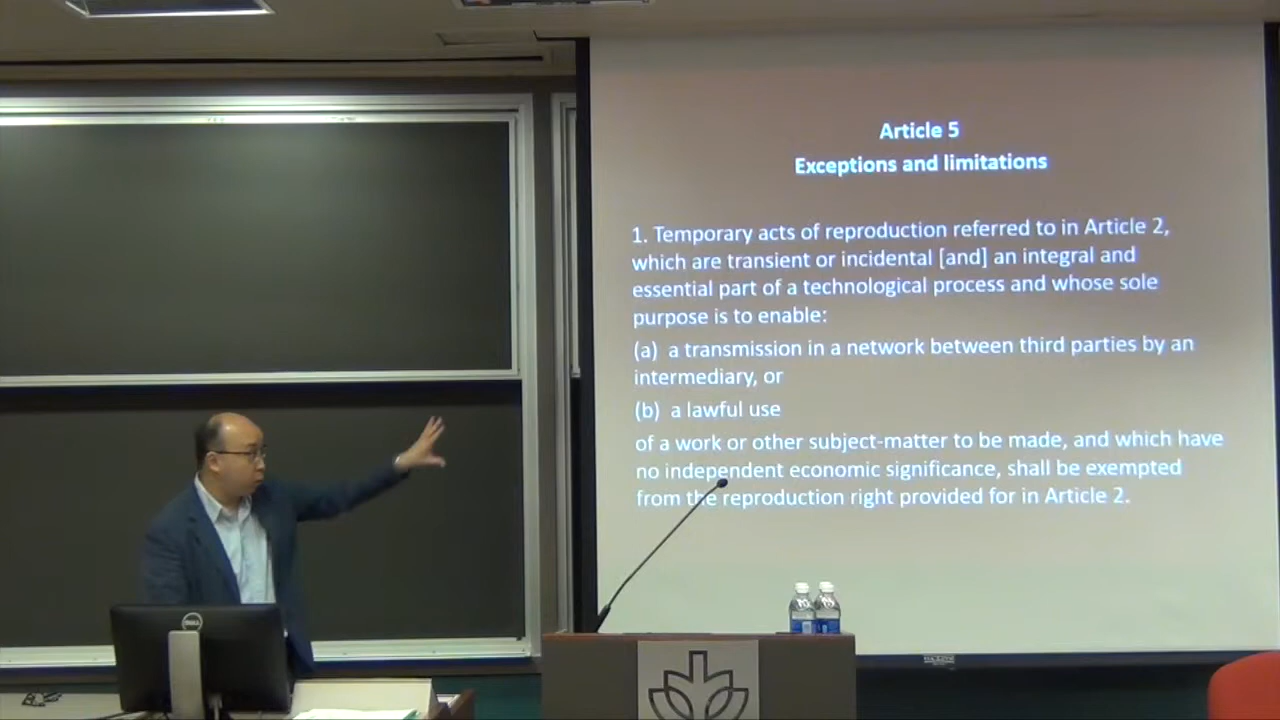 Article 5
Exceptions and limitations
1. Temporary acts of reproduction referred to in Article 2,
which are transient or incidental [and] an integral and
essential part of a technological process and whose sole
purpose is to enable:
(a) a transmission in a network between third parties by an
intermediary, or
(b) a lawful use
of a work or other subject-matter to be made, and which have
no independent economic significance, shall be exempted
from the reproduction right provided for in Article 2.
DELL